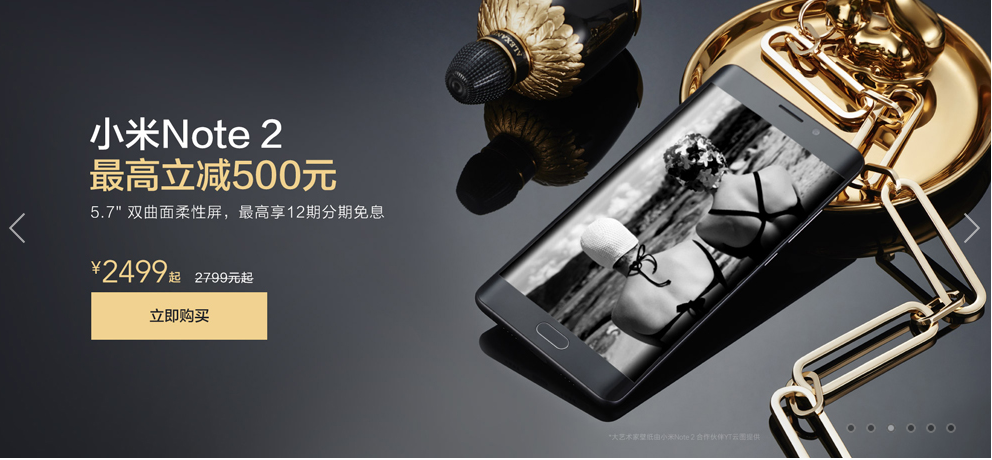 小米Note 2
最高立减500元
5.7" 双曲面柔性屏，最高享12期分期免息
¥2499起 2799元起
立即购买